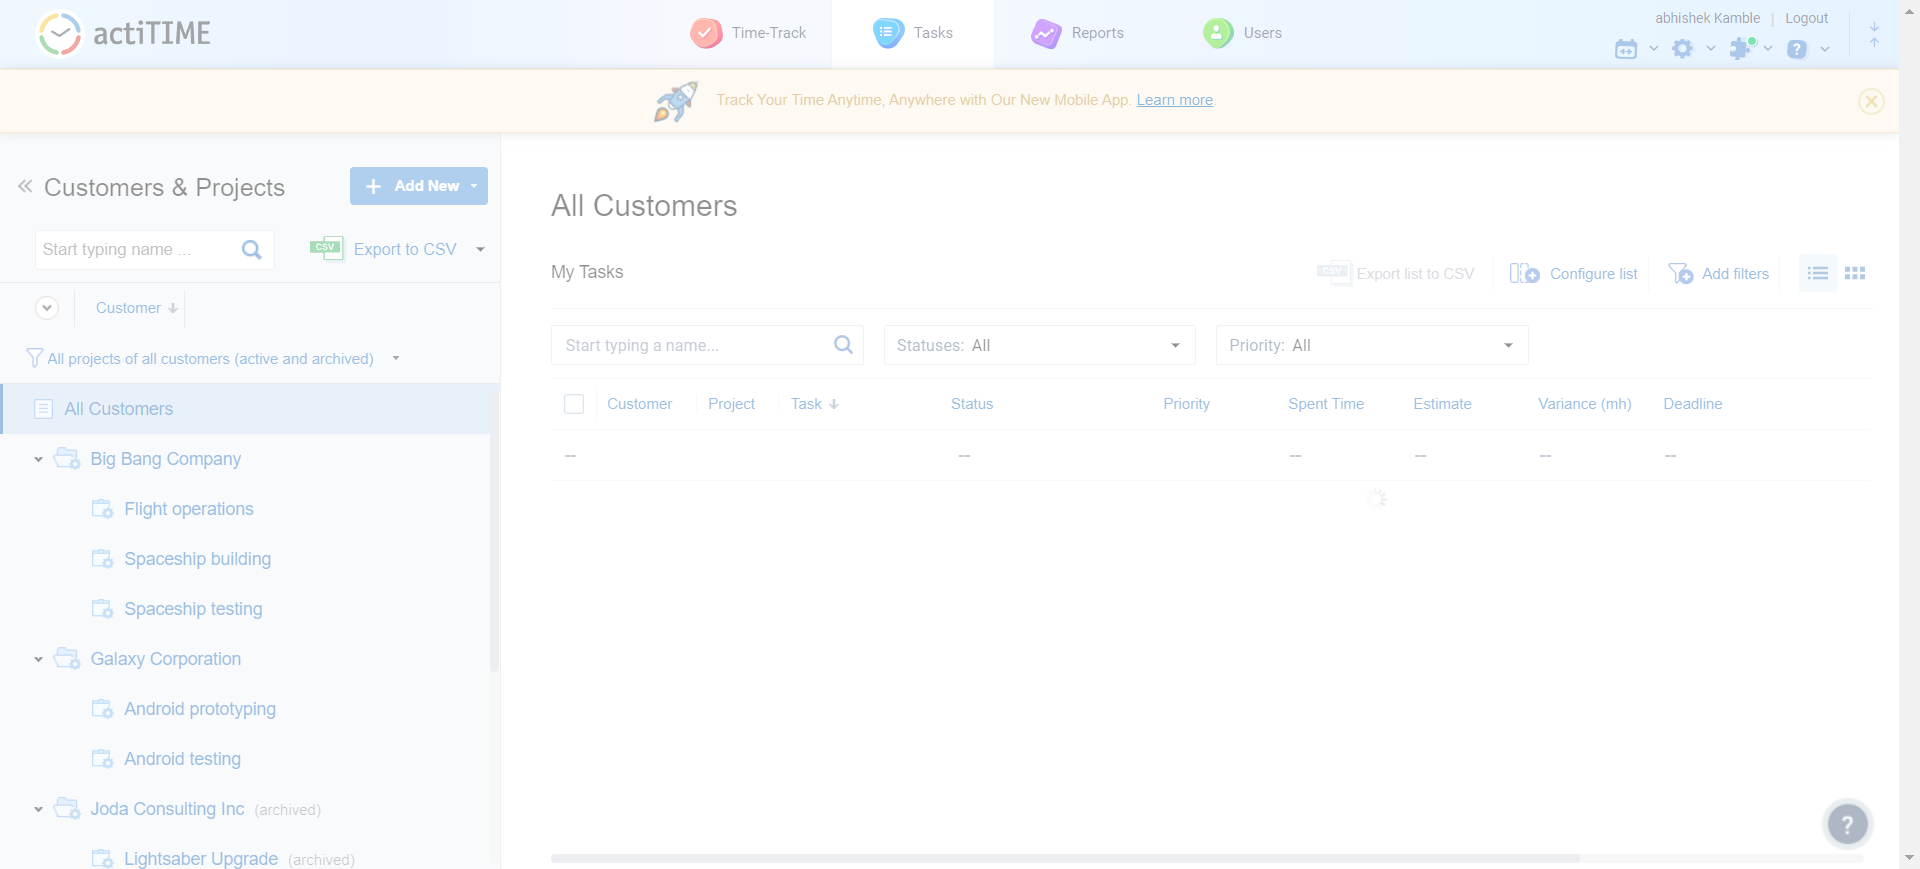 actiTIME
Time-Track
Tasks
Reports
Users
abhishek Kamble | Logout
Track Your Time Anytime, Anywhere with Our New Mobile App. Learn more
Customers & Projects
Add New
Start typing name ...
CSV Export to CSV
Customer
All projects of all customers (active and archived)
All Customers
Big Bang Company
Flight operations
Spaceship building
Spaceship testing
Galaxy Corporation
Android prototyping
Android testing
Joda Consulting Inc (archived)
Lightsaber Upgrade (archived)
All Customers
My Tasks
CSV Export list to CSV
Configure list
Add filters
Start typing a name...
Statuses: All
Priority: All
Customer Project Task Status Priority Spent Time Estimate Variance (mh) Deadline
-- -- -- -- -- --
?